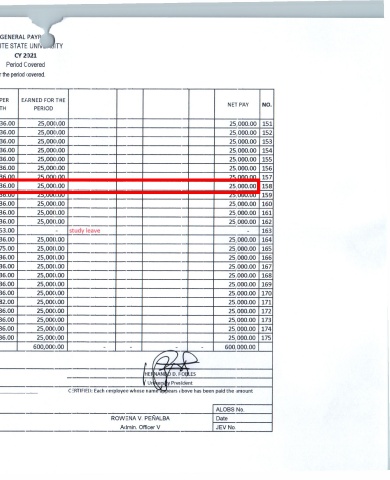 GENERAL PAYR
ITE STATE UNIV ITY
CY 2021
Period Covered
r the period covered.
PER EARNED FOR THE NET PAY NO.
TH PERIOD
36.00 25,000.00 25,000.00 151
36.00 25,000.00 25,000.00 152
36.00 25,000.00 25,000.00 153
36.00 25,000.00 25,000.00 154
36.00 25,000.00 25,000.00 155
36.00 25,000.00 25,000.00 156
36.00 25,000.00 25,000.00 157
36.00 25,000.00 25,000.00 158
36.00 25,000.00 25,000.00 159
36.00 25,000.00 25,000.00 160
36.00 25,000.00 25,000.00 161
36.00 25,000.00 25,000.00 162
53.00 - study leave - 163
36.00 25,000.00 25,000.00 164
75.00 25,000.00 25,000.00 165
36.00 25,000.00 25,000.00 166
36.00 25,000.00 25,000.00 167
36.00 25,000.00 25,000.00 168
36.00 25,000.00 25,000.00 169
36.00 25,000.00 25,000.00 170
82.00 25,000.00 25,000.00 171
36.00 25,000.00 25,000.00 172
36.00 25,000.00 25,000.00 173
36.00 25,000.00 25,000.00 174
36.00 25,000.00 25,000.00 175
600,000.00 - - - - 600,000.00
HERNANDO D. ROBLES
University President
CERTIFIED: Each employee whose name appears above has been paid the amount
ALOBS No.
ROWENA V. PEÑALBA Date
Admin. Officer V JEV No